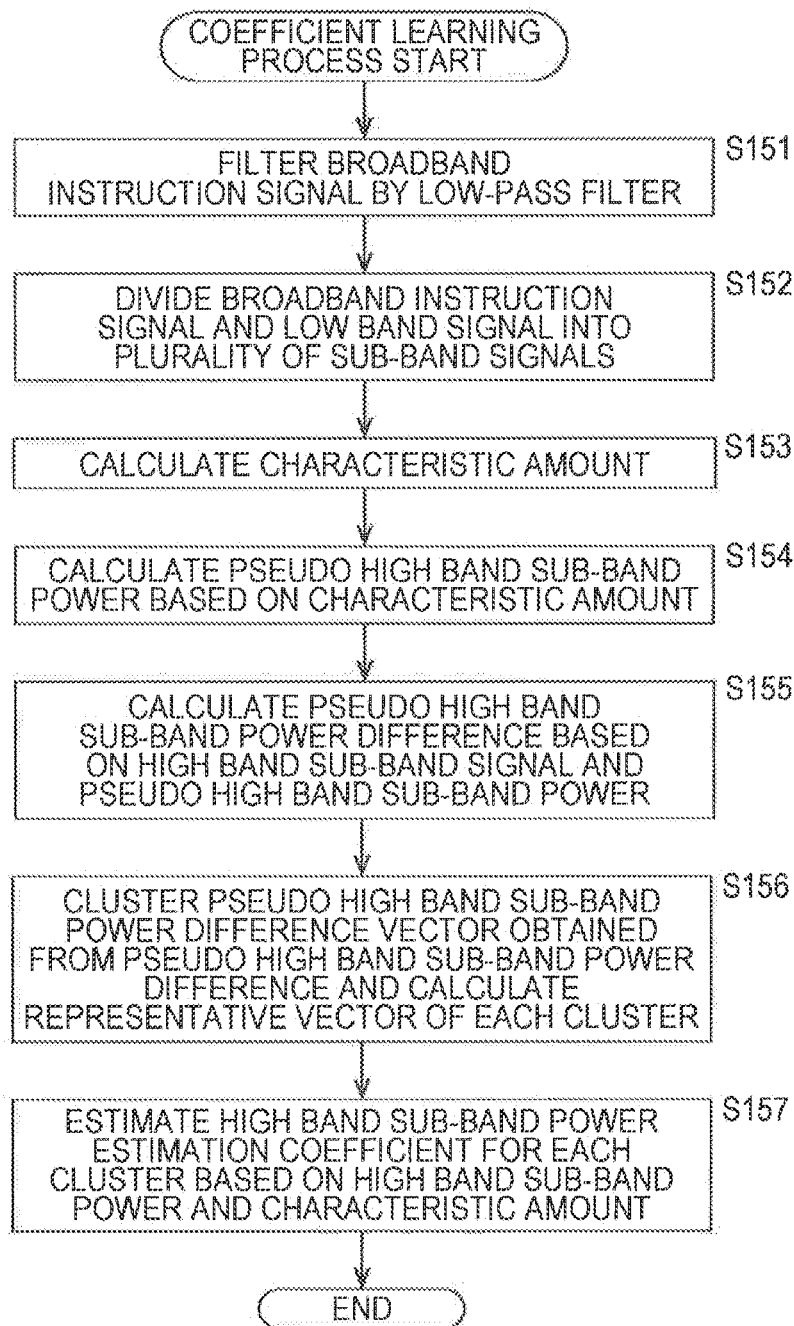 COEFFICIENT LEARNING
PROCESS START
S151
FILTER BROADBAND
INSTRUCTION SIGNAL BY LOW-PASS FILTER
S152
DIVIDE BROADBAND INSTRUCTION
SIGNAL AND LOW BAND SIGNAL INTO
PLURALITY OF SUB-BAND SIGNALS
S153
CALCULATE CHARACTERISTIC AMOUNT
S154
CALCULATE PSEUDO HIGH BAND SUB-BAND
POWER BASED ON CHARACTERISTIC AMOUNT
S155
CALCULATE PSEUDO HIGH BAND
SUB-BAND POWER DIFFERENCE BASED
ON HIGH BAND SUB-BAND SIGNAL AND
PSEUDO HIGH BAND SUB-BAND POWER
S156
CLUSTER PSEUDO HIGH BAND SUB-BAND
POWER DIFFERENCE VECTOR OBTAINED
FROM PSEUDO HIGH BAND SUB-BAND POWER
DIFFERENCE AND CALCULATE
REPRESENTATIVE VECTOR OF EACH CLUSTER
S157
ESTIMATE HIGH BAND SUB-BAND POWER
ESTIMATION COEFFICIENT FOR EACH
CLUSTER BASED ON HIGH BAND SUB-BAND
POWER AND CHARACTERISTIC AMOUNT
END